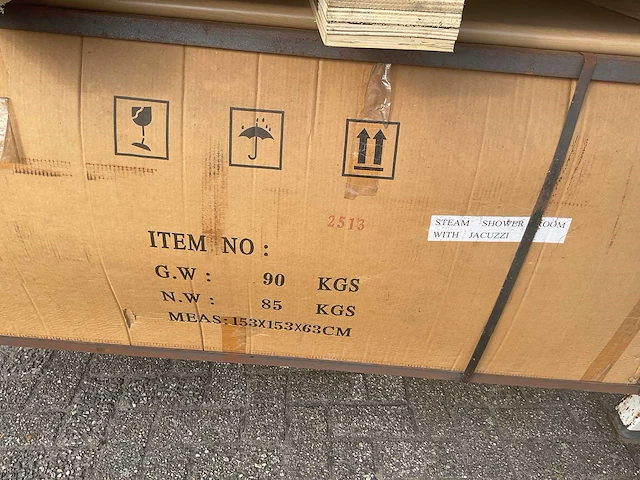 2513
STEAM SHOWER ROOM
WITH JACUZZI
ITEM NO :
G.W : 90 KGS
N.W : 85 KGS
MEAS:153X153X63CM